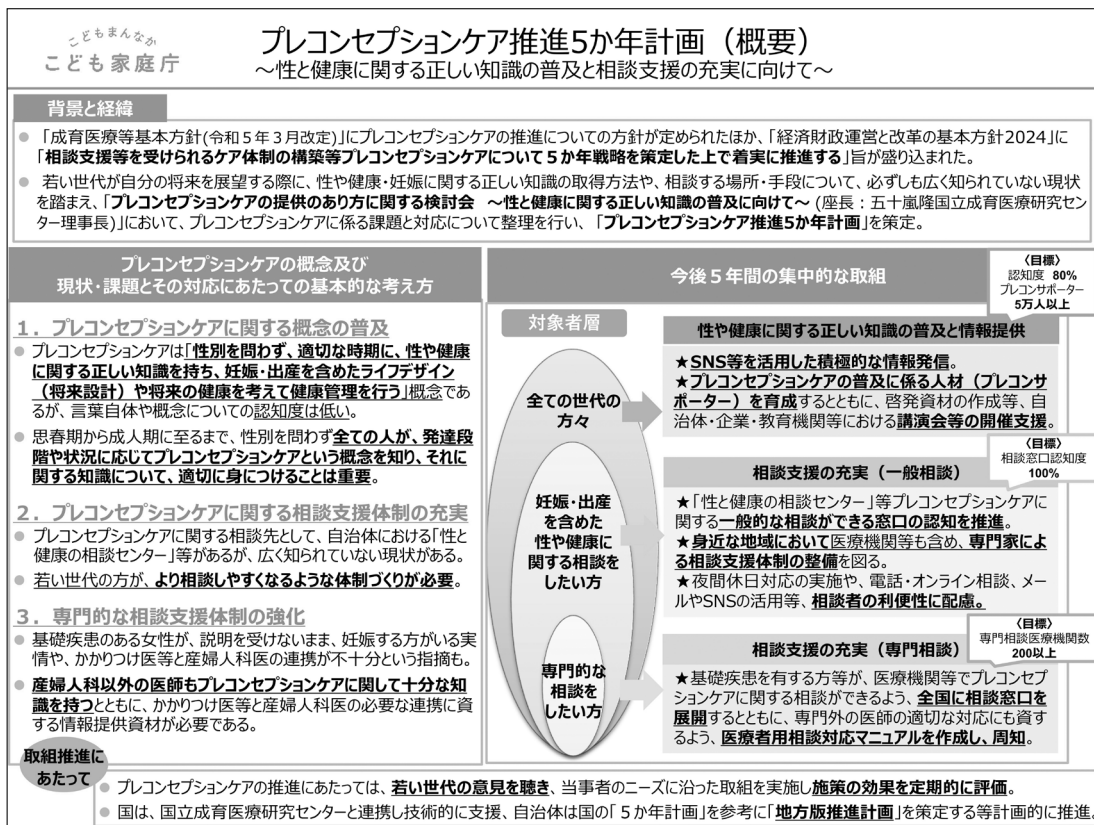 こどもまんなか
こども家庭庁
プレコンセプションケア推進5か年計画（概要）
～性と健康に関する正しい知識の普及と相談支援の充実に向けて～
背景と経緯
● 「成育医療等基本方針(令和５年３月改定)」にプレコンセプションケアの推進についての方針が定められたほか、「経済財政運営と改革の基本方針2024」に
「相談支援等を受けられるケア体制の構築等プレコンセプションケアについて５か年戦略を策定した上で着実に推進する」旨が盛り込まれた。
● 若い世代が自分の将来を展望する際に、性や健康・妊娠に関する正しい知識の取得方法や、相談する場所・手段について、必ずしも広く知られていない現状
を踏まえ、「プレコンセプションケアの提供のあり方に関する検討会　～性と健康に関する正しい知識の普及に向けて～ (座長：五十嵐隆国立成育医療研究セン
ター理事長)」において、プレコンセプションケアに係る課題と対応について整理を行い、「プレコンセプションケア推進5か年計画」を策定。
プレコンセプションケアの概念及び
現状・課題とその対応にあたっての基本的な考え方
１．プレコンセプションケアに関する概念の普及
● プレコンセプションケアは「性別を問わず、適切な時期に、性や健康
に関する正しい知識を持ち、妊娠・出産を含めたライフデザイン
（将来設計）や将来の健康を考えて健康管理を行う」概念であ
るが、言葉自体や概念についての認知度は低い。
● 思春期から成人期に至るまで、性別を問わず全ての人が、発達段
階や状況に応じてプレコンセプションケアという概念を知り、それに
関する知識について、適切に身につけることは重要。
２．プレコンセプションケアに関する相談支援体制の充実
● プレコンセプションケアに関する相談先として、自治体における「性と
健康の相談センター」等があるが、広く知られていない現状がある。
● 若い世代の方が、より相談しやすくなるような体制づくりが必要。
３．専門的な相談支援体制の強化
● 基礎疾患のある女性が、説明を受けないまま、妊娠する方がいる実
情や、かかりつけ医等と産婦人科医の連携が不十分という指摘も。
● 産婦人科以外の医師もプレコンセプションケアに関して十分な知
識を持つとともに、かかりつけ医等と産婦人科医の必要な連携に資
する情報提供資材が必要である。
今後５年間の集中的な取組
〈目標〉
認知度 80%
プレコンサポーター
5万人以上
対象者層
全ての世代の
方々
性や健康に関する正しい知識の普及と情報提供
★SNS等を活用した積極的な情報発信。
★プレコンセプションケアの普及に係る人材（プレコンサ
ポーター）を育成するとともに、啓発資材の作成等、自
治体・企業・教育機関等における講演会等の開催支援。
〈目標〉
相談窓口認知度
100%
妊娠・出産
を含めた
性や健康に
関する相談を
したい方
相談支援の充実（一般相談）
★「性と健康の相談センター」等プレコンセプションケアに
関する一般的な相談ができる窓口の認知を推進。
★身近な地域において医療機関等も含め、専門家によ
る相談支援体制の整備を図る。
★夜間休日対応の実施や、電話・オンライン相談、メー
ルやSNSの活用等、相談者の利便性に配慮。
〈目標〉
専門相談医療機関数
200以上
専門的な
相談を
したい方
相談支援の充実（専門相談）
★基礎疾患を有する方等が、医療機関等でプレコンセプ
ションケアに関する相談ができるよう、全国に相談窓口を
展開するとともに、専門外の医師の適切な対応にも資す
るよう、医療者用相談対応マニュアルを作成し、周知。
取組推進に
あたって
● プレコンセプションケアの推進にあたっては、若い世代の意見を聴き、当事者のニーズに沿った取組を実施し施策の効果を定期的に評価。
● 国は、国立成育医療研究センターと連携し技術的に支援、自治体は国の「５か年計画」を参考に「地方版推進計画」を策定する等計画的に推進。